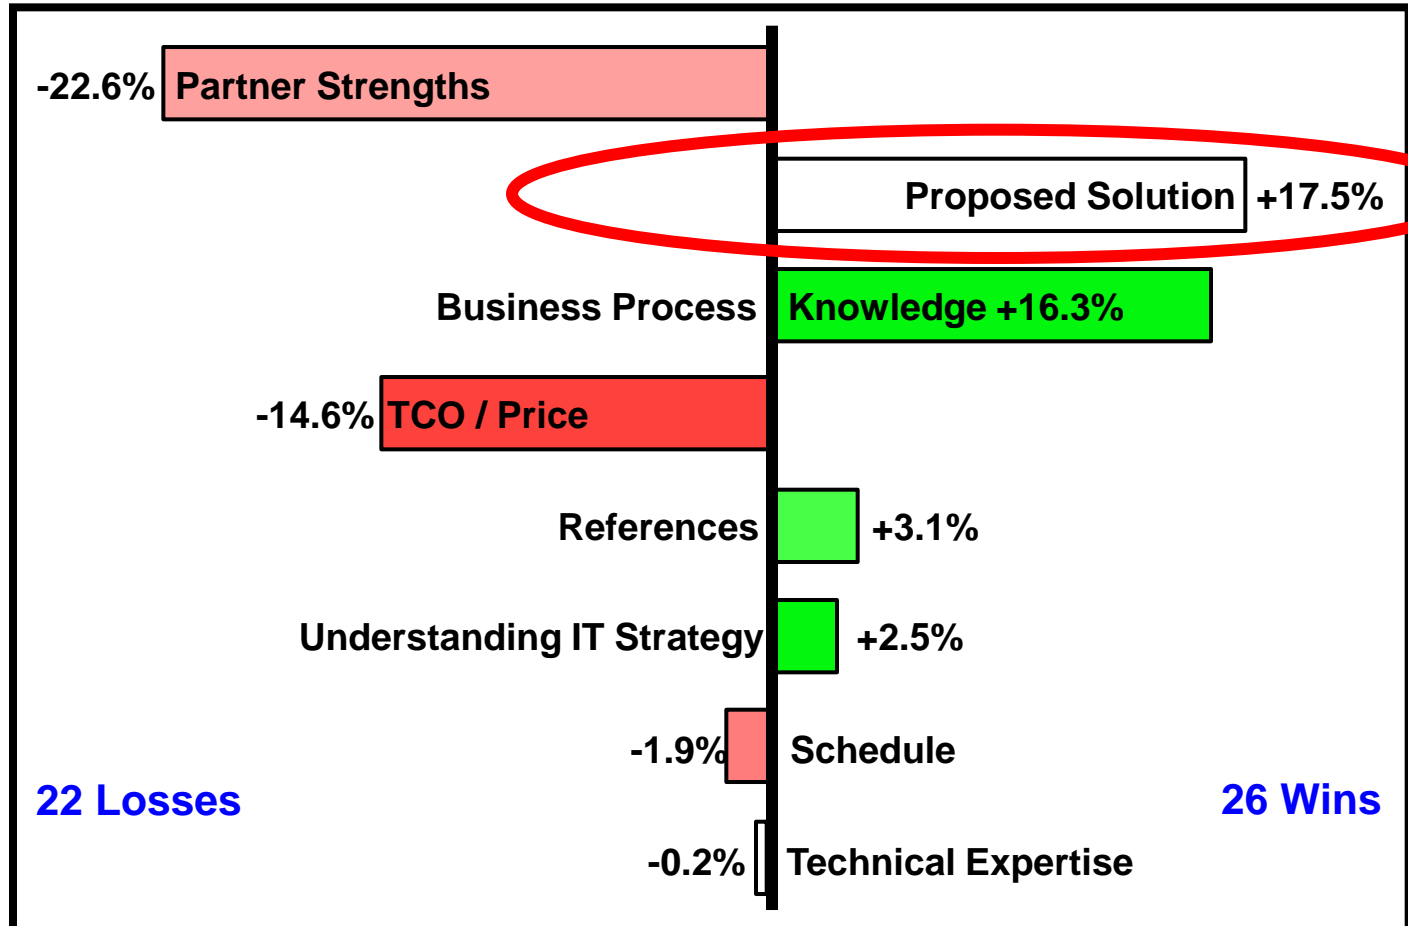 -22.6% Partner Strengths
Proposed Solution +17.5%
Business Process Knowledge +16.3%
-14.6% TCO / Price
References +3.1%
Understanding IT Strategy +2.5%
-1.9% Schedule
22 Losses 26 Wins
-0.2% Technical Expertise